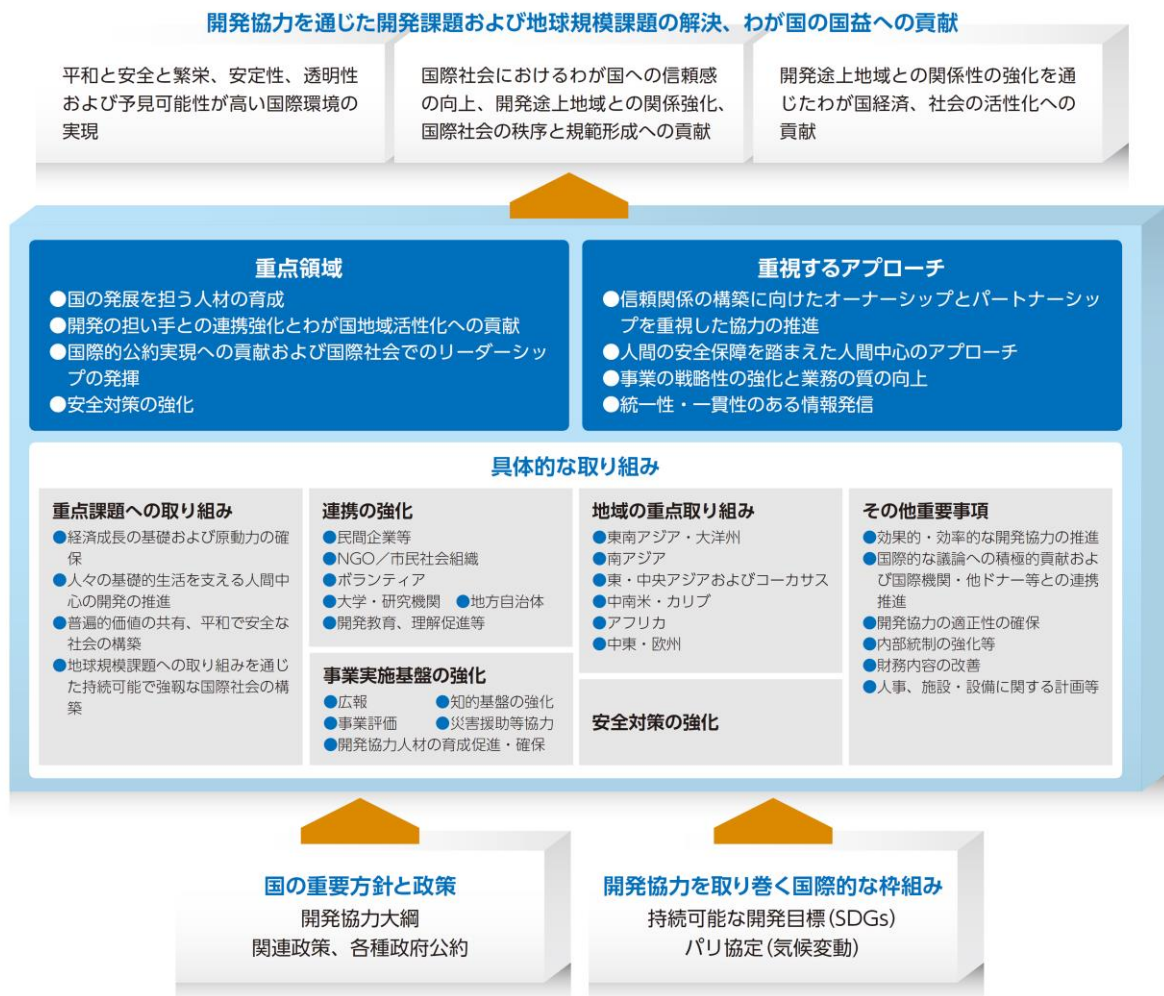 開発協力を通じた開発課題および地球規模課題の解決、わが国の国益への貢献
平和と安全と繁栄、安定性、透明性
および予見可能性が高い国際環境の
実現
国際社会におけるわが国への信頼感
の向上、開発途上地域との関係強化、
国際社会の秩序と規範形成への貢献
開発途上地域との関係性の強化を通
じたわが国経済、社会の活性化への
貢献
重点領域
●国の発展を担う人材の育成
●開発の担い手との連携強化とわが国地域活性化への貢献
●国際的公約実現への貢献および国際社会でのリーダーシッ
プの発揮
●安全対策の強化
重視するアプローチ
●信頼関係の構築に向けたオーナーシップとパートナーシッ
プを重視した協力の推進
●人間の安全保障を踏まえた人間中心のアプローチ
●事業の戦略性の強化と業務の質の向上
●統一性・一貫性のある情報発信
具体的な取り組み
重点課題への取り組み
●経済成長の基礎および原動力の確
保
●人々の基礎的生活を支える人間中
心の開発の推進
●普遍的価値の共有、平和で安全な
社会の構築
●地球規模課題への取り組みを通じ
た持続可能で強靱な国際社会の構
築
連携の強化
●民間企業等
●NGO／市民社会組織
●ボランティア
●大学・研究機関 ●地方自治体
●開発教育、理解促進等
事業実施基盤の強化
●広報 ●知的基盤の強化
●事業評価 ●災害援助等協力
●開発協力人材の育成促進・確保
地域の重点取り組み
●東南アジア・大洋州
●南アジア
●東・中央アジアおよびコーカサス
●中南米・カリブ
●アフリカ
●中東・欧州
安全対策の強化
その他重要事項
●効果的・効率的な開発協力の推進
●国際的な議論への積極的貢献およ
び国際機関・他ドナー等との連携
推進
●開発協力の適正性の確保
●内部統制の強化等
●財務内容の改善
●人事、施設・設備に関する計画等
国の重要方針と政策
開発協力大綱
関連政策、各種政府公約
開発協力を取り巻く国際的な枠組み
持続可能な開発目標(SDGs)
パリ協定(気候変動)